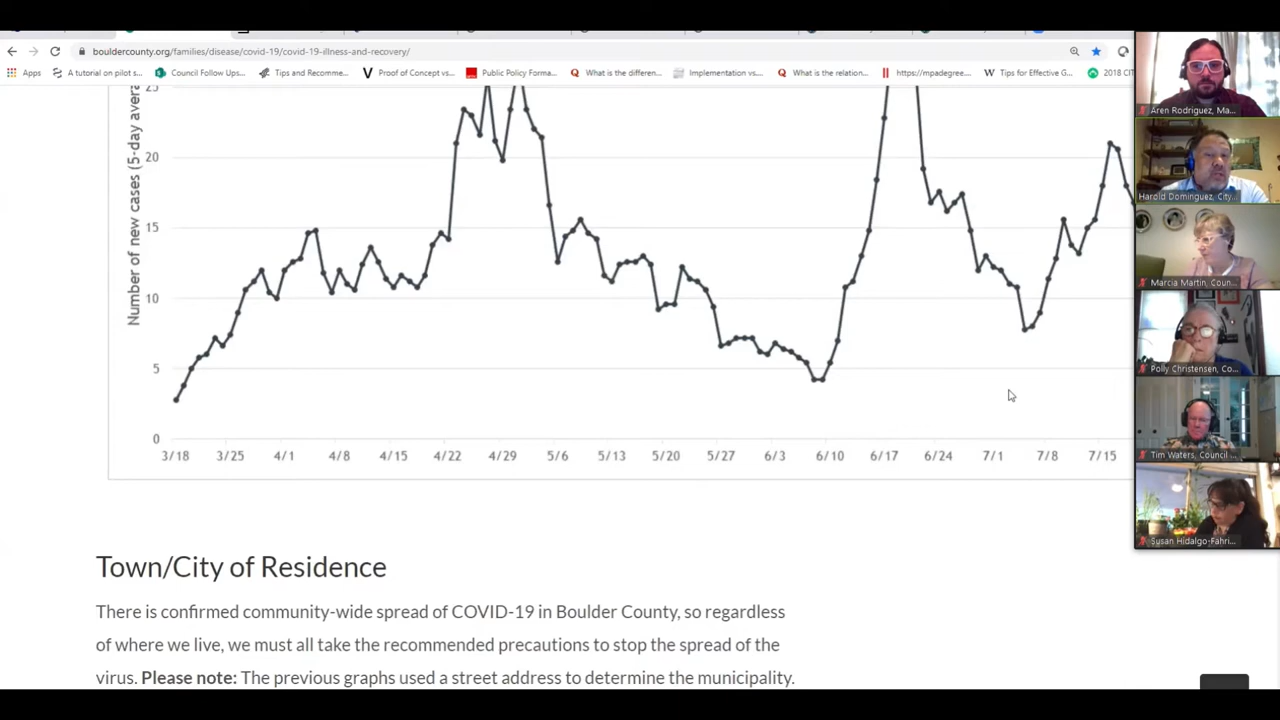 bouldercounty.org/families/disease/covid-19/covid-19-illness-and-recovery/
Apps
A tutorial on pilot s...
Council Follow Ups...
Tips and Recomme...
Proof of Concept vs...
Public Policy Forma...
What is the differen...
Implementation vs...
What is the relation...
https://mpadegree...
Tips for Effective G...
2018 CIT
Number of new cases (5-day avera
25
20
15
10
5
0
3/18 3/25 4/1 4/8 4/15 4/22 4/29 5/6 5/13 5/20 5/27 6/3 6/10 6/17 6/24 7/1 7/8 7/15
Town/City of Residence
There is confirmed community-wide spread of COVID-19 in Boulder County, so regardless
of where we live, we must all take the recommended precautions to stop the spread of the
virus. Please note: The previous graphs used a street address to determine the municipality.
Aren Rodriguez, Ma...
Harold Dominguez, City...
Marcia Martin, Coun...
Polly Christensen, Co...
Tim Waters, Council ...
Susan Hidalgo-Fahri...